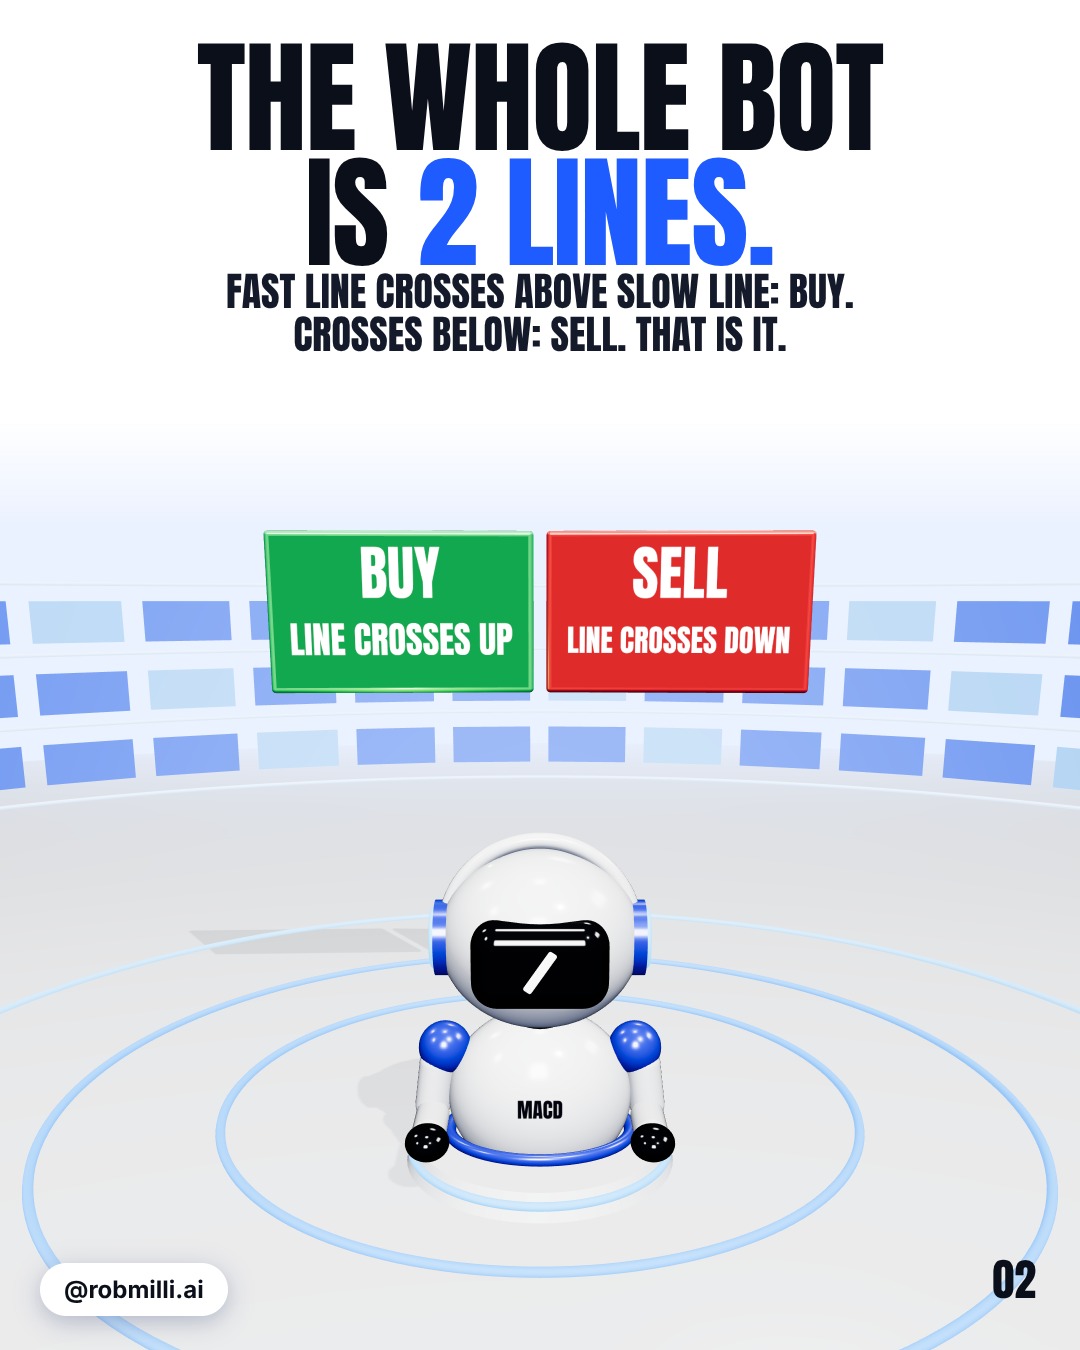 THE WHOLE BOT
IS 2 LINES.
FAST LINE CROSSES ABOVE SLOW LINE: BUY.
CROSSES BELOW: SELL. THAT IS IT.
BUY
LINE CROSSES UP
SELL
LINE CROSSES DOWN
MACD
@robmilli.ai
02